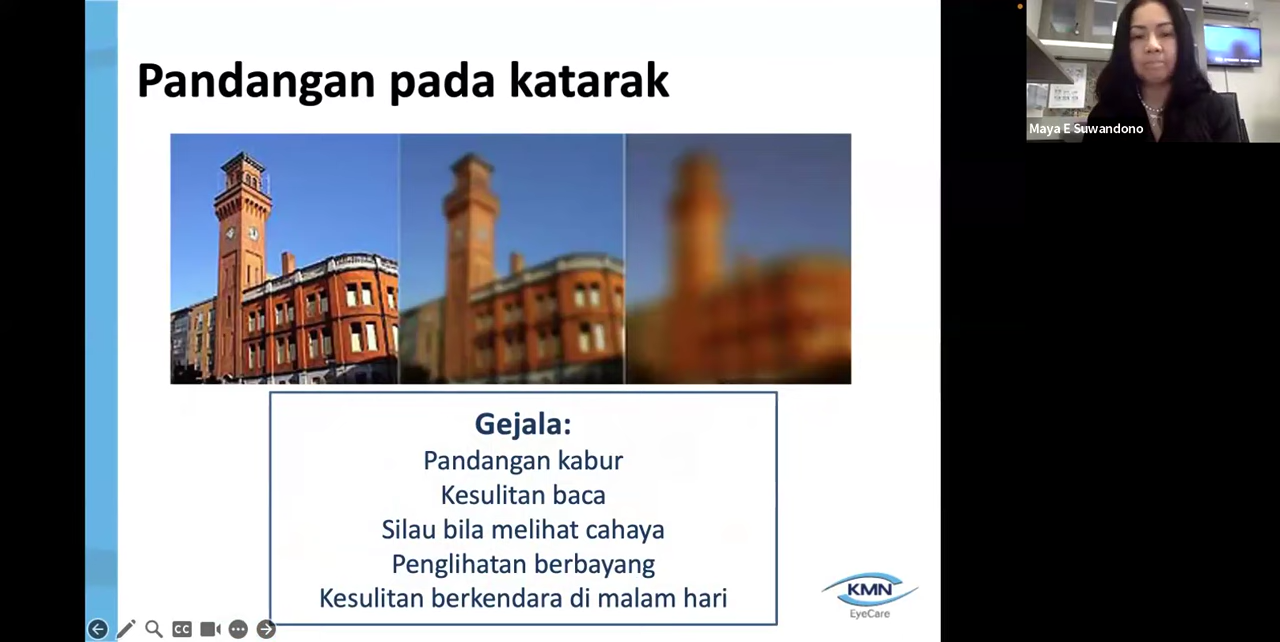 Pandangan pada katarak
Gejala:
Pandangan kabur
Kesulitan baca
Silau bila melihat cahaya
Penglihatan berbayang
Kesulitan berkendara di malam hari
KMN
EyeCare
CC
Maya E Suwandono